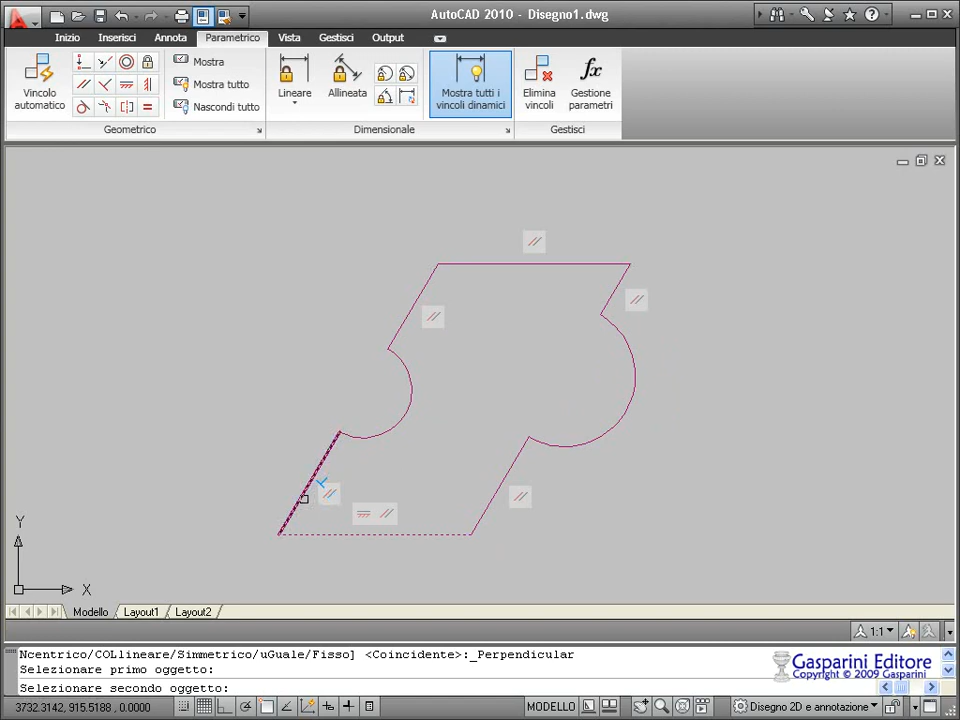 AutoCAD 2010 - Disegno1.dwg
Inizio Inserisci Annota Parametrico Vista Gestisci Output
Vincolo automatico
Mostra
Mostra tutto
Nascondi tutto
Lineare
Allineata
Mostra tutti i vincoli dinamici
Elimina vincoli
fx
Gestione parametri
Geometrico
Dimensionale
Gestisci
Y
X
Modello Layout1 Layout2
1:1
Ncentrico/COLlineare/Simmetrico/uGuale/Fisso] <Coincidente>:_Perpendicular
Selezionare primo oggetto:
Selezionare secondo oggetto:
Gasparini Editore
Copyright © 2009 Gasparini
3732.3142, 915.5188 , 0.0000
MODELLO
Disegno 2D e annotazione